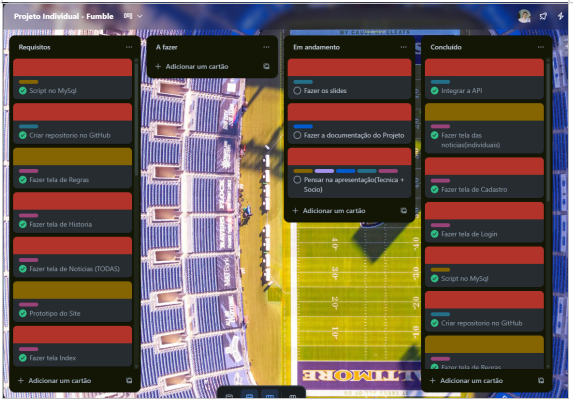 Projeto Individual - Fumble
Requisitos
Script no MySql
Criar repositorio no GitHub
Fazer tela de Regras
Fazer tela de Historia
Fazer tela de Noticias (TODAS)
Prototipo do Site
Fazer tela Index
+ Adicionar um cartão
A fazer
+ Adicionar um cartão
Em andamento
Fazer os slides
Fazer a documentação do Projeto
Pensar na apresentação(Tecnica +
Socio)
+ Adicionar um cartão
Concluído
Integrar a API
Fazer tela das
noticias(individuais)
Fazer tela de Cadastro
Fazer tela de Login
Script no MySql
Criar repositorio no GitHub
Fazer tela de Regras
+ Adicionar um cartão
M&T Bank
TIMORE